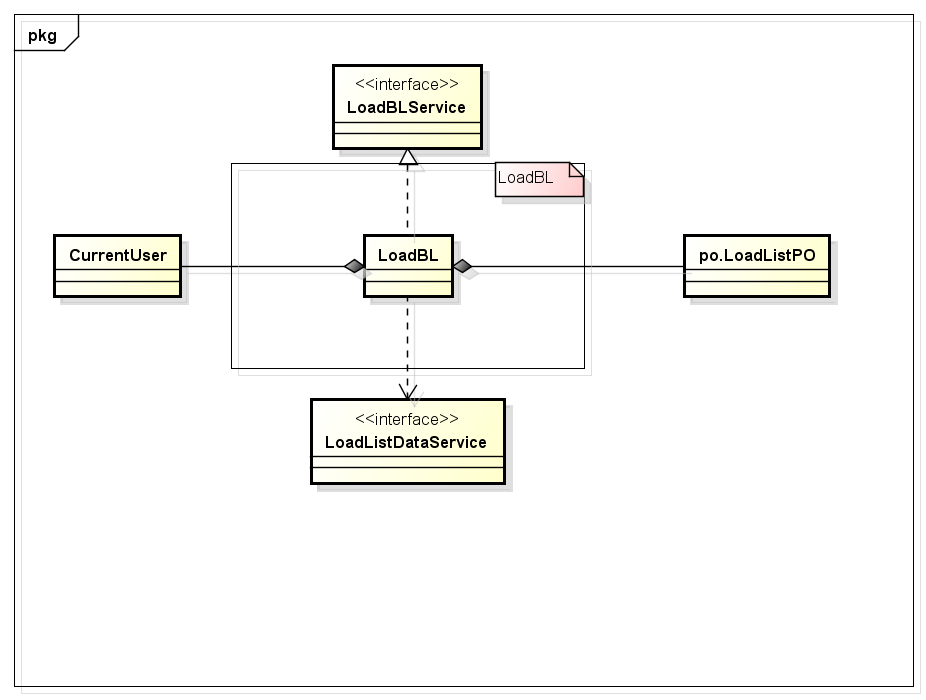 pkg
<<interface>>
LoadBLService
LoadBL
CurrentUser
LoadBL
po.LoadListPO
<<interface>>
LoadListDataService